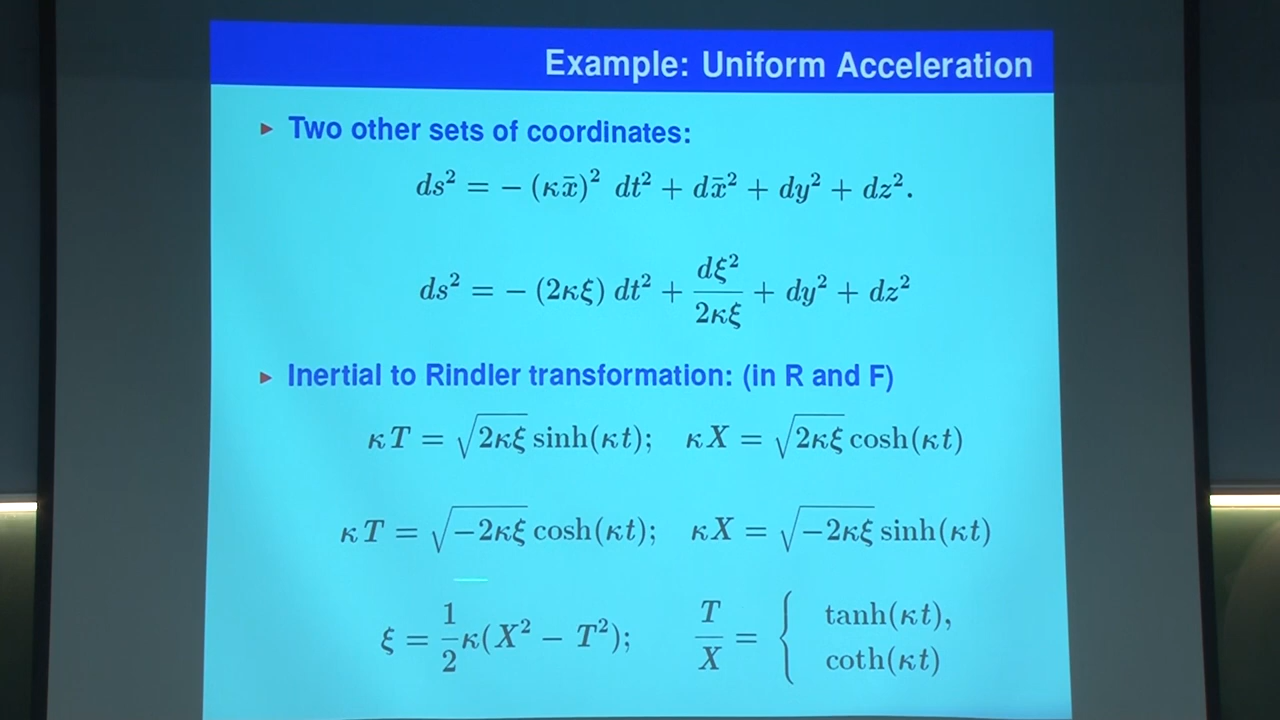 Example: Uniform Acceleration
▸ Two other sets of coordinates:
ds² = − (κx̄)² dt² + dx̄² + dy² + dz².
ds² = − (2κξ) dt² + dξ²/2κξ + dy² + dz²
▸ Inertial to Rindler transformation: (in R and F)
κT = √(2κξ) sinh(κt); κX = √(2κξ) cosh(κt)
κT = √(−2κξ) cosh(κt); κX = √(−2κξ) sinh(κt)
ξ = 1/2 κ(X² − T²); T/X = { tanh(κt),
coth(κt)